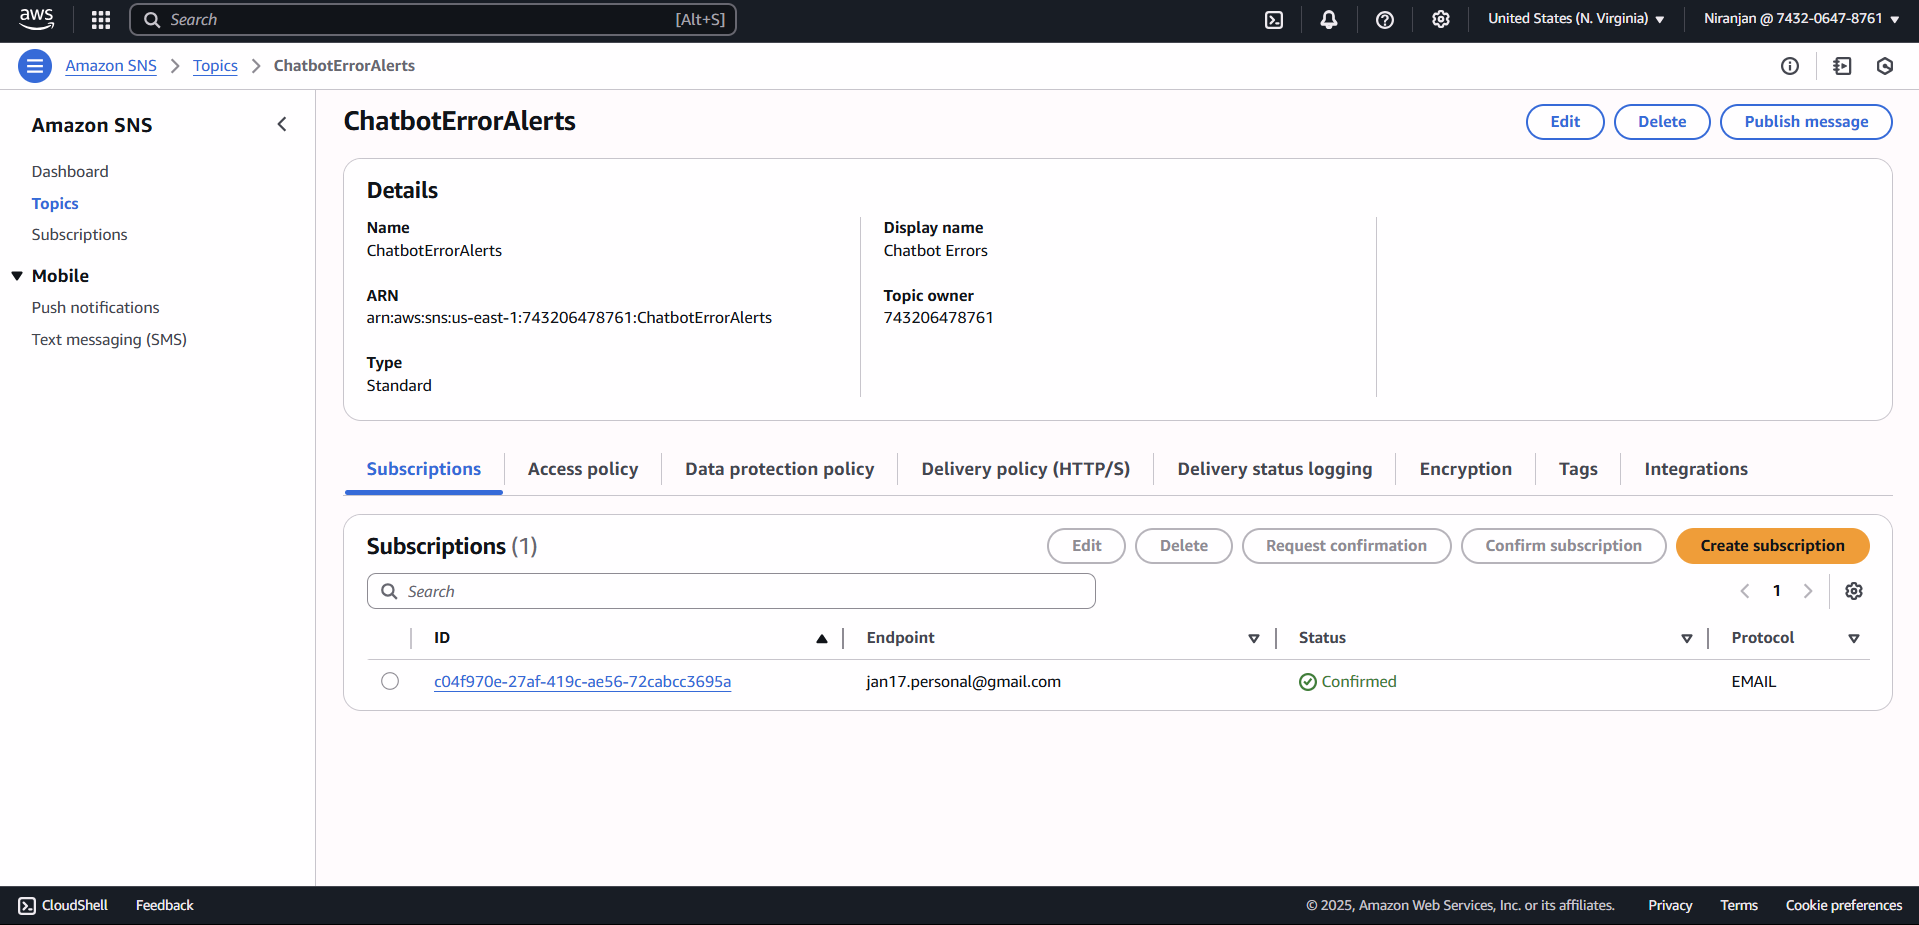 aws
Search [Alt+S]
United States (N. Virginia)
Niranjan @ 7432-0647-8761
Amazon SNS
Topics
ChatbotErrorAlerts
Amazon SNS
Dashboard
Topics
Subscriptions
Mobile
Push notifications
Text messaging (SMS)
ChatbotErrorAlerts
Edit
Delete
Publish message
Details
Name
ChatbotErrorAlerts
ARN
arn:aws:sns:us-east-1:743206478761:ChatbotErrorAlerts
Type
Standard
Display name
Chatbot Errors
Topic owner
743206478761
Subscriptions
Access policy
Data protection policy
Delivery policy (HTTP/S)
Delivery status logging
Encryption
Tags
Integrations
Subscriptions (1)
Edit
Delete
Request confirmation
Confirm subscription
Create subscription
Search
1
ID
Endpoint
Status
Protocol
c04f970e-27af-419c-ae56-72cabcc3695a
jan17.personal@gmail.com
Confirmed
EMAIL
CloudShell
Feedback
© 2025, Amazon Web Services, Inc. or its affiliates.
Privacy
Terms
Cookie preferences